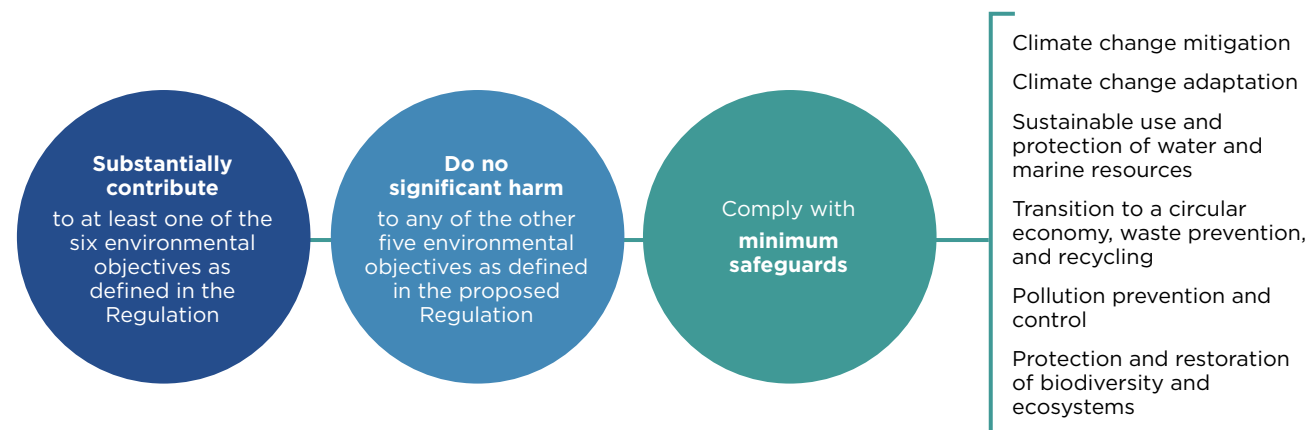 Substantially
contribute
to at least one of the
six environmental
objectives as
defined in the
Regulation
Do no
significant harm
to any of the other
five environmental
objectives as defined
in the proposed
Regulation
Comply with
minimum
safeguards
Climate change mitigation
Climate change adaptation
Sustainable use and
protection of water and
marine resources
Transition to a circular
economy, waste prevention,
and recycling
Pollution prevention and
control
Protection and restoration
of biodiversity and
ecosystems